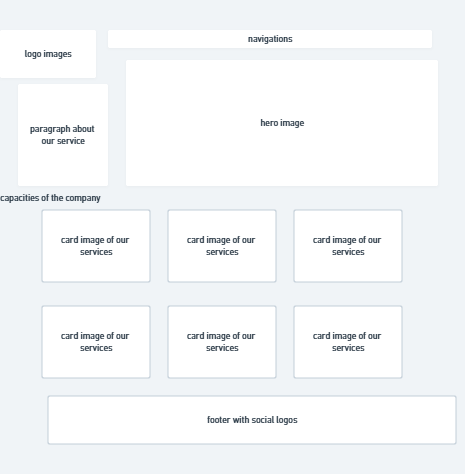 navigations
logo images
hero image
paragraph about
our service
capacities of the company
card image of our
services
card image of our
services
card image of our
services
card image of our
services
card image of our
services
card image of our
services
footer with social logos